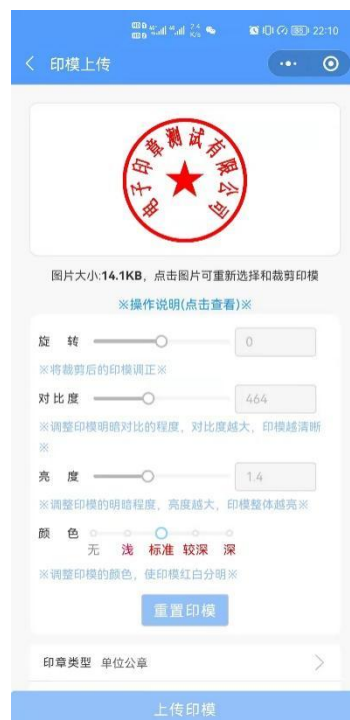 22:10
印模上传
电子印章测试有限公司
图片大小:14.1KB，点击图片可重新选择和裁剪印模
※操作说明(点击查看)※
旋 转 0
※将裁剪后的印模调正※
对比度 464
※调整印模明暗对比的程度，对比度越大，印模越清晰
※
亮 度 1.4
※调整印模的明暗程度，亮度越大，印模整体越亮※
颜 色
无 浅 标准 较深 深
※调整印模的颜色，使印模红白分明※
重置印模
印章类型 单位公章
上传印模